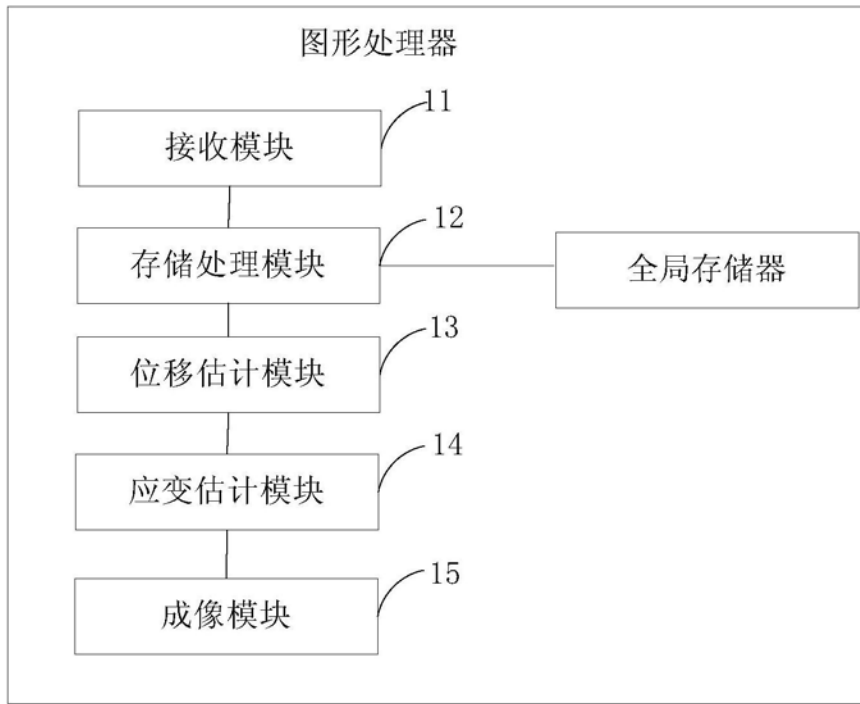 图形处理器
11
接收模块
12
存储处理模块
全局存储器
13
位移估计模块
14
应变估计模块
15
成像模块